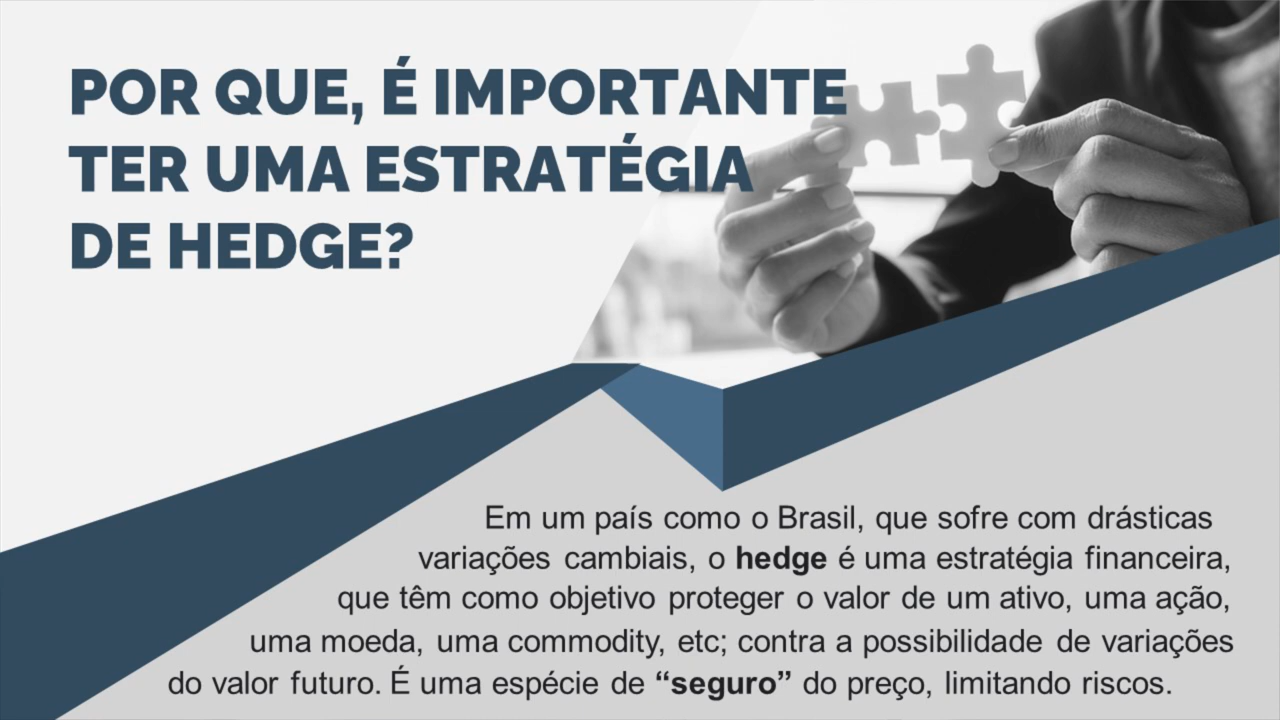 POR QUE, É IMPORTANTE
TER UMA ESTRATÉGIA
DE HEDGE?
Em um país como o Brasil, que sofre com drásticas
variações cambiais, o hedge é uma estratégia financeira,
que têm como objetivo proteger o valor de um ativo, uma ação,
uma moeda, uma commodity, etc; contra a possibilidade de variações
do valor futuro. É uma espécie de “seguro” do preço, limitando riscos.